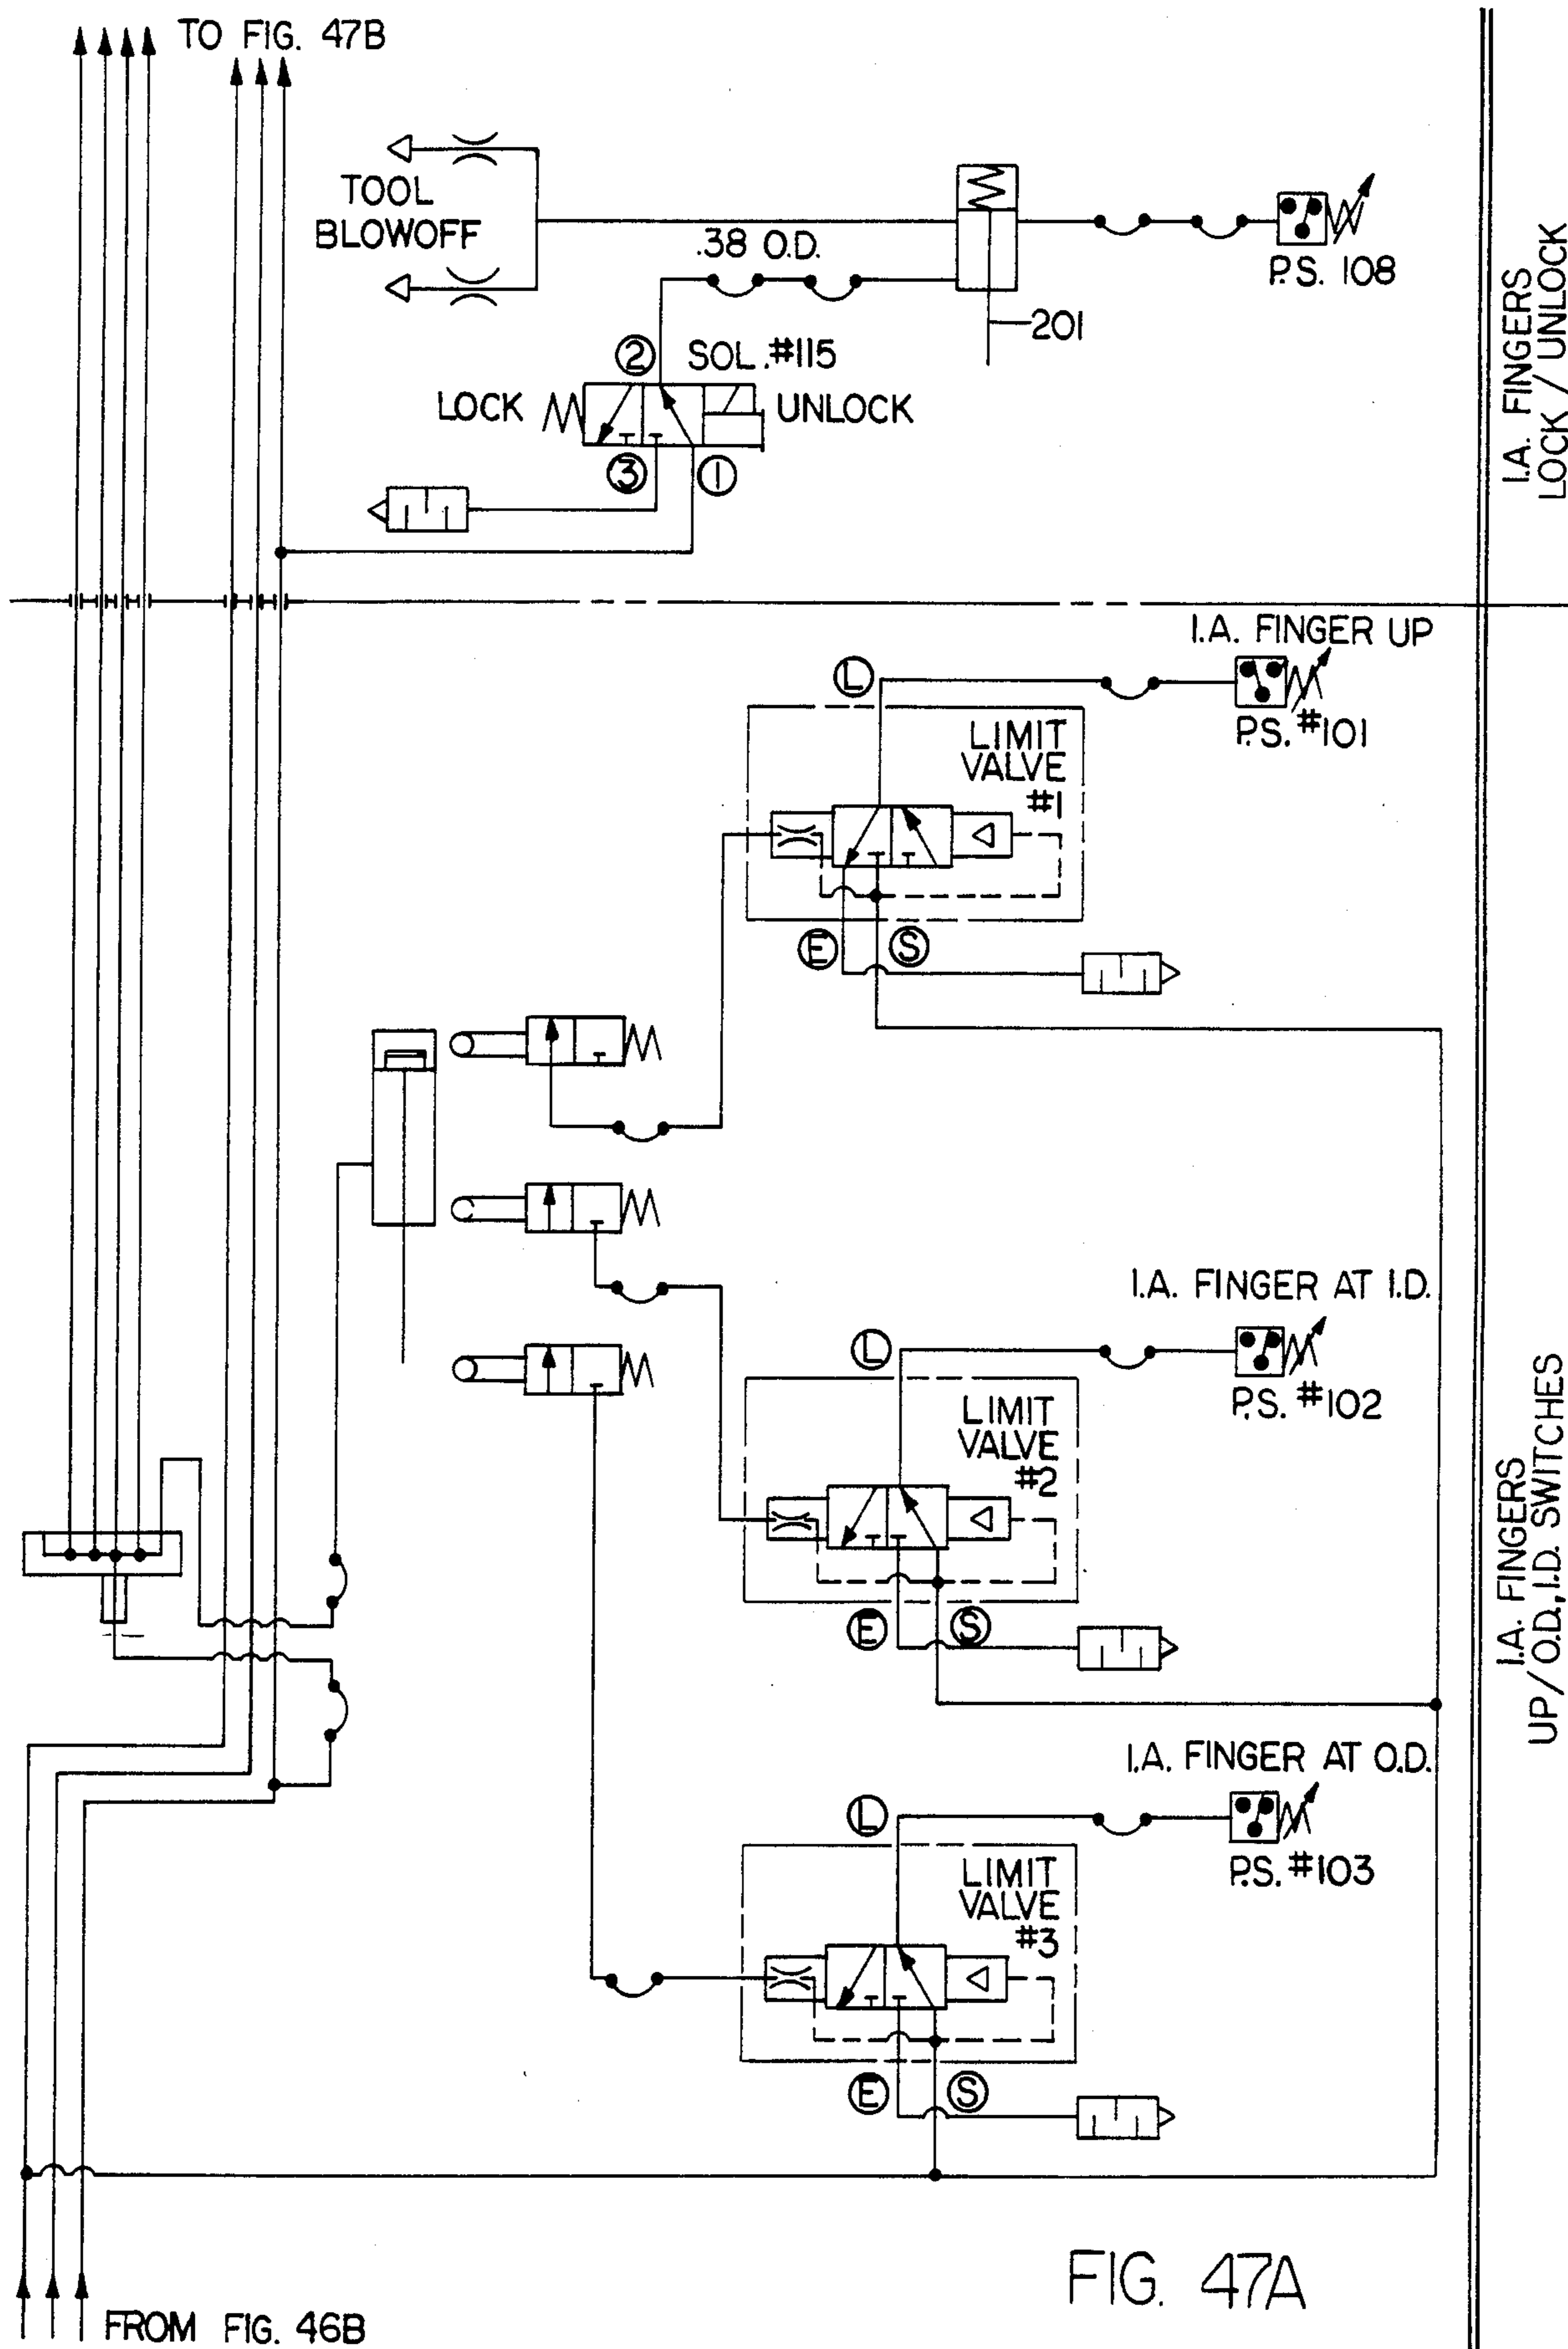 TO FIG. 47B
TOOL
BLOWOFF
.38 O.D.
P.S. 108
201
② SOL. #115
LOCK
UNLOCK
③ ①
I.A. FINGERS
LOCK / UNLOCK
I.A. FINGER UP
Ⓛ
P.S. #101
LIMIT
VALVE
#1
Ⓔ Ⓢ
I.A. FINGER AT I.D.
Ⓛ
P.S. #102
LIMIT
VALVE
#2
Ⓔ Ⓢ
I.A. FINGERS
UP / O.D., I.D. SWITCHES
I.A. FINGER AT O.D.
Ⓛ
P.S. #103
LIMIT
VALVE
#3
Ⓔ Ⓢ
FIG. 47A
FROM FIG. 46B